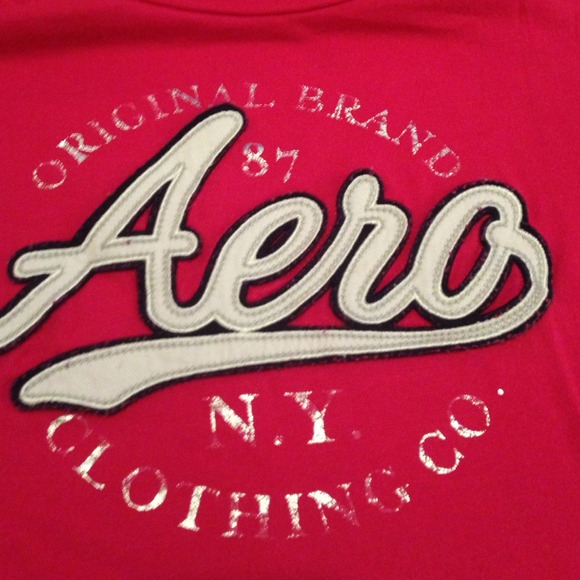 ORIGINAL BRAND
87
Aero
N.Y.
CLOTHING CO.